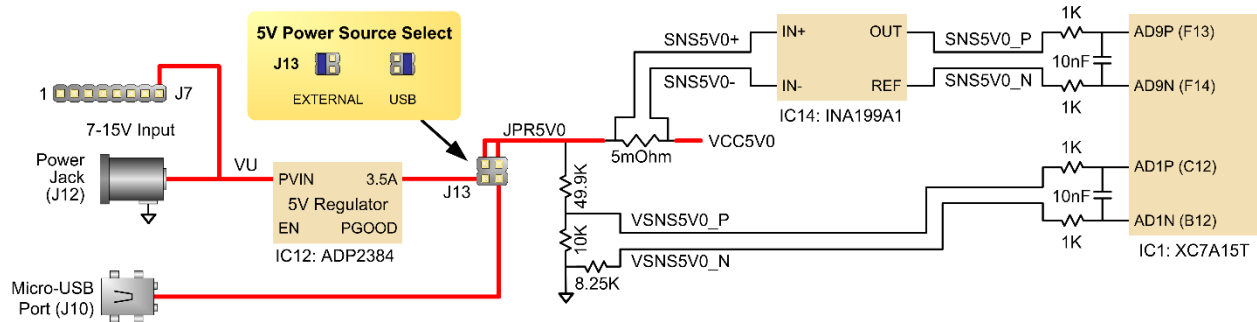 5V Power Source Select
J13
EXTERNAL
USB
1
J7
7-15V Input
Power
Jack
(J12)
VU
PVIN
3.5A
5V Regulator
EN
PGOOD
IC12: ADP2384
J13
Micro-USB
Port (J10)
JPR5V0
SNS5V0+
SNS5V0-
5mOhm
VCC5V0
IN+
OUT
IN-
REF
IC14: INA199A1
SNS5V0_P
SNS5V0_N
1K
10nF
1K
AD9P (F13)
AD9N (F14)
49.9K
10K
8.25K
VSNS5V0_P
VSNS5V0_N
1K
10nF
1K
AD1P (C12)
AD1N (B12)
IC1: XC7A15T